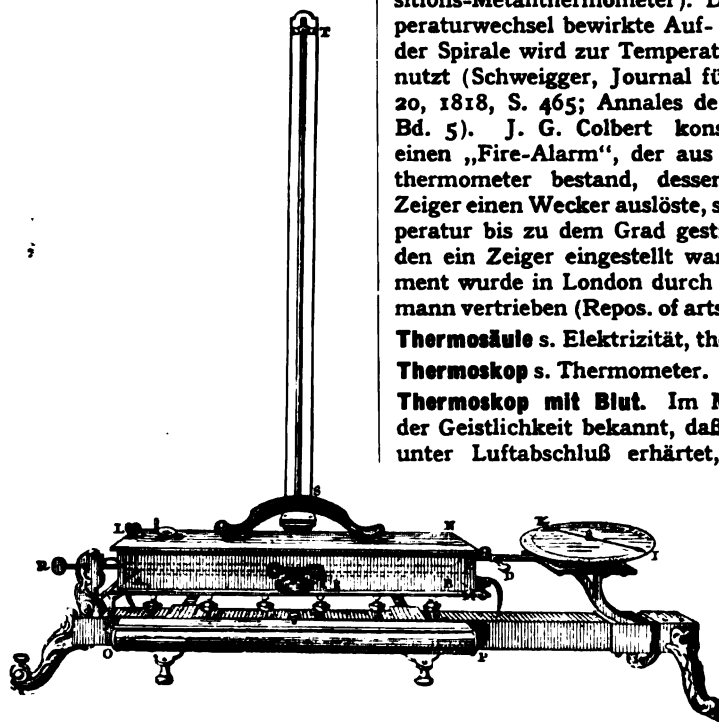 sitions-Metallthermometer). D
peraturwechsel bewirkte Auf-
der Spirale wird zur Temperat
nutzt (Schweigger, Journal fü
20, 1818, S. 465; Annales de
Bd. 5). J. G. Colbert kons
einen „Fire-Alarm“, der aus
thermometer bestand, desser
Zeiger einen Wecker auslöste, s
peratur bis zu dem Grad gesti
den ein Zeiger eingestellt war
ment wurde in London durch
mann vertrieben (Repos. of arts
Thermosäule s. Elektrizität, the
Thermoskop s. Thermometer.
Thermoskop mit Blut. Im M
der Geistlichkeit bekannt, daß
unter Luftabschluß erhärtet,
T
S
L
N
R
D
I
O
P